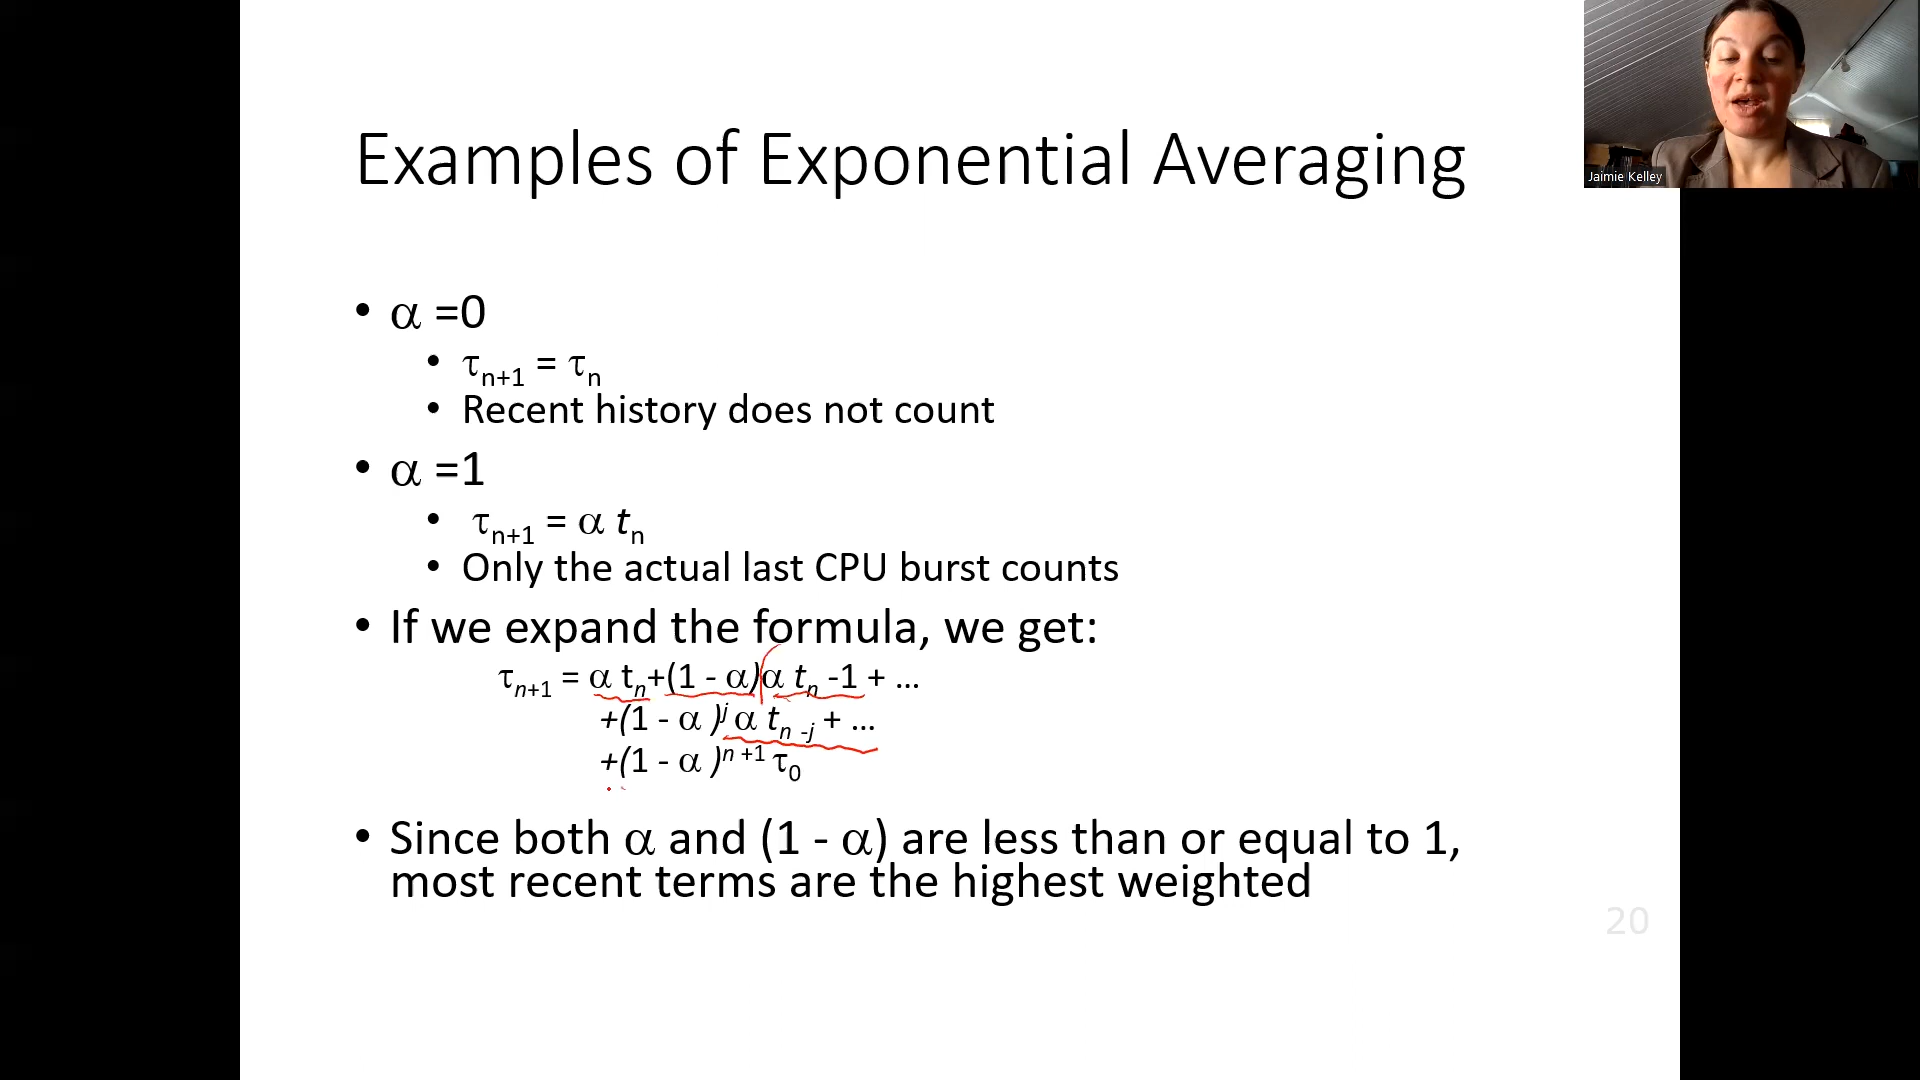 Jaimie Kelley
Examples of Exponential Averaging
• α =0
• τn+1 = τn
• Recent history does not count
• α =1
• τn+1 = α tn
• Only the actual last CPU burst counts
• If we expand the formula, we get:
τn+1 = α tn+(1 - α)α tn -1 + …
+(1 - α )j α tn -j + …
+(1 - α )n +1 τ0
• Since both α and (1 - α) are less than or equal to 1,
most recent terms are the highest weighted
20